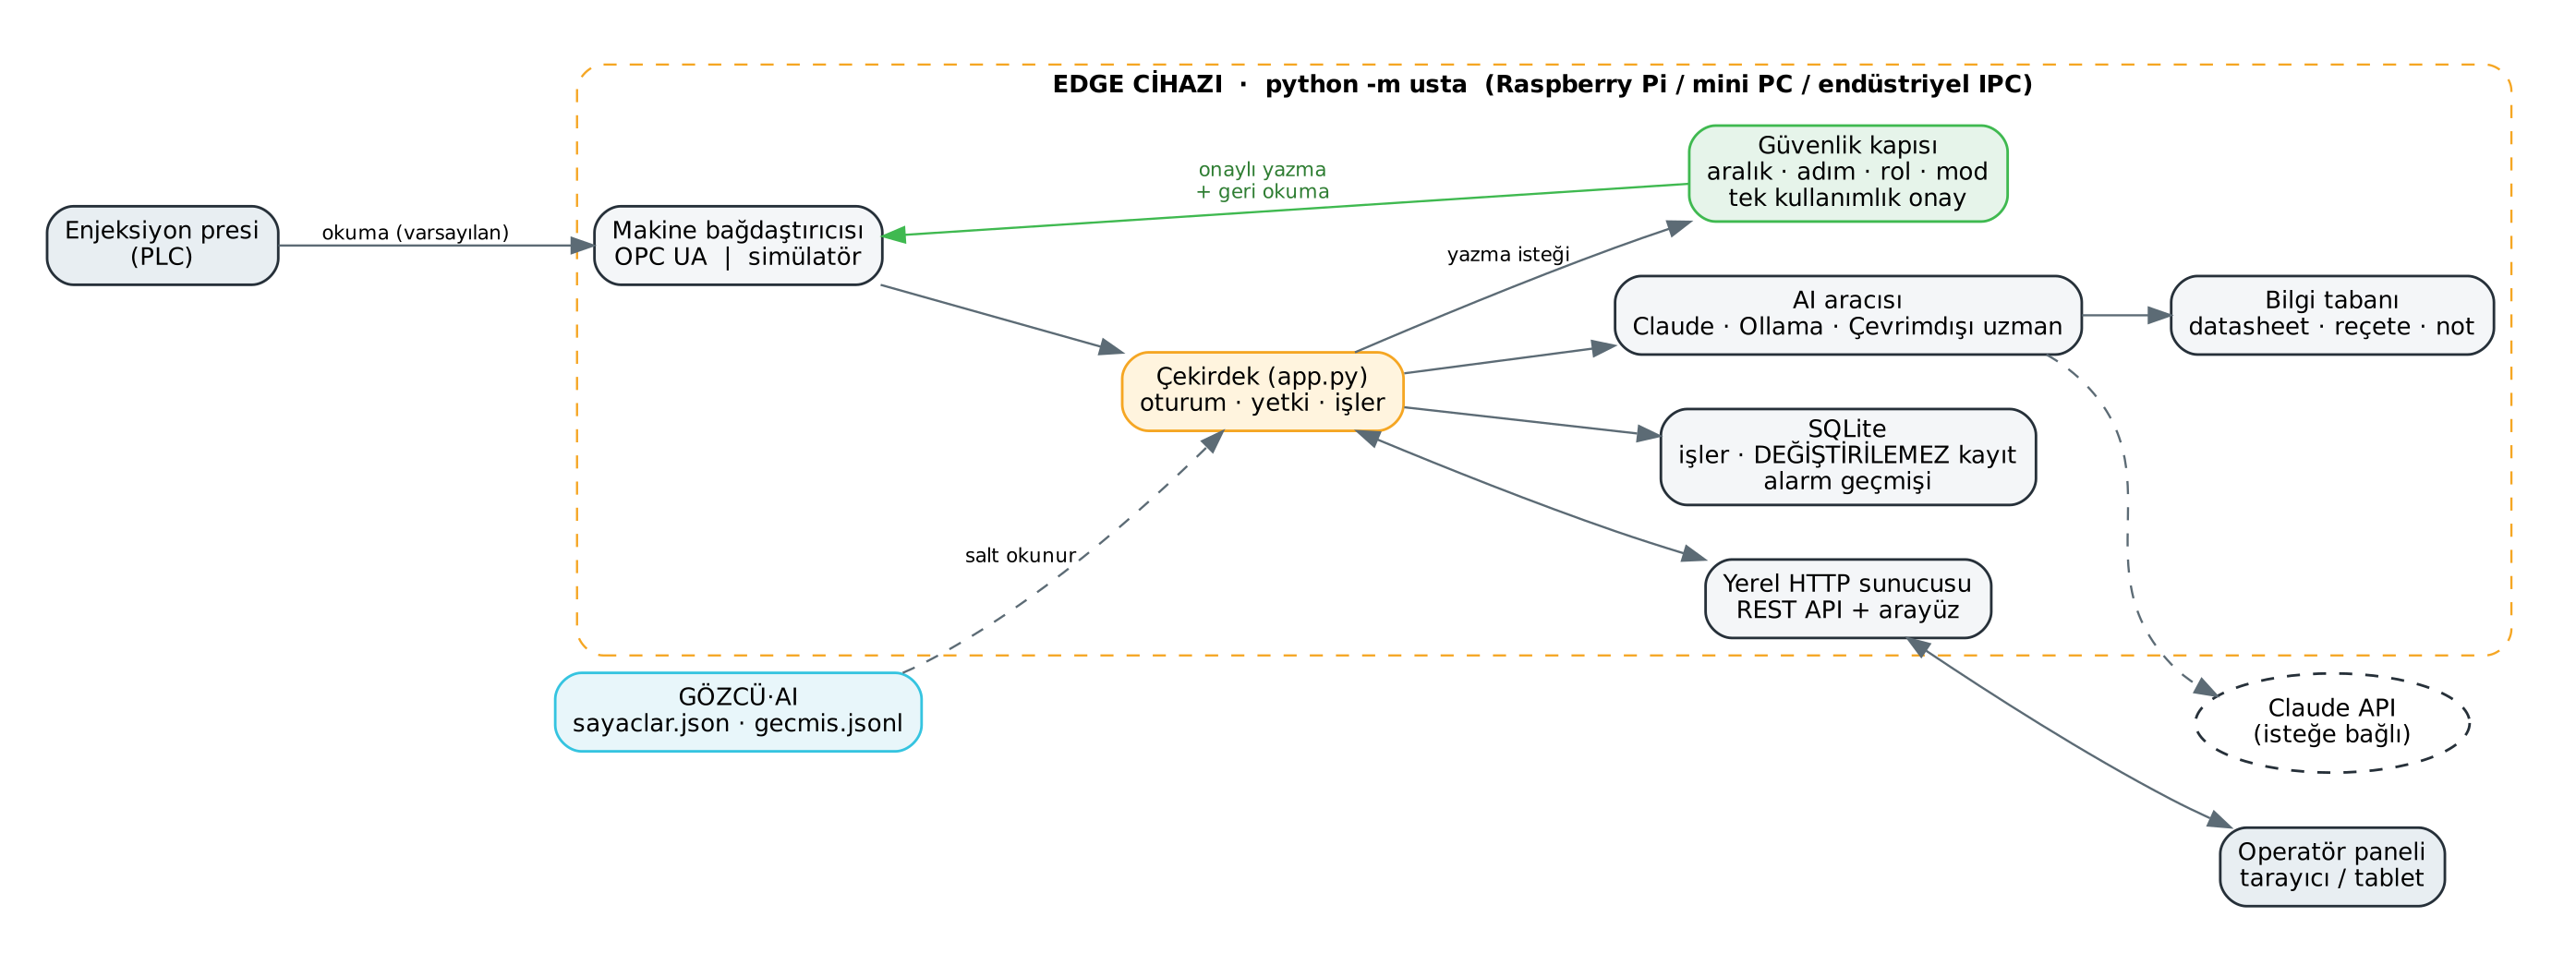 EDGE CİHAZI · python -m usta (Raspberry Pi / mini PC / endüstriyel IPC)
Güvenlik kapısı
aralık · adım · rol · mod
tek kullanımlık onay
onaylı yazma
+ geri okuma
Enjeksiyon presi
(PLC)
okuma (varsayılan)
Makine bağdaştırıcısı
OPC UA | simülatör
yazma isteği
AI aracısı
Claude · Ollama · Çevrimdışı uzman
Bilgi tabanı
datasheet · reçete · not
Çekirdek (app.py)
oturum · yetki · işler
SQLite
işler · DEĞİŞTİRİLEMEZ kayıt
alarm geçmişi
salt okunur
Yerel HTTP sunucusu
REST API + arayüz
GÖZCÜ·AI
sayaclar.json · gecmis.jsonl
Claude API
(isteğe bağlı)
Operatör paneli
tarayıcı / tablet